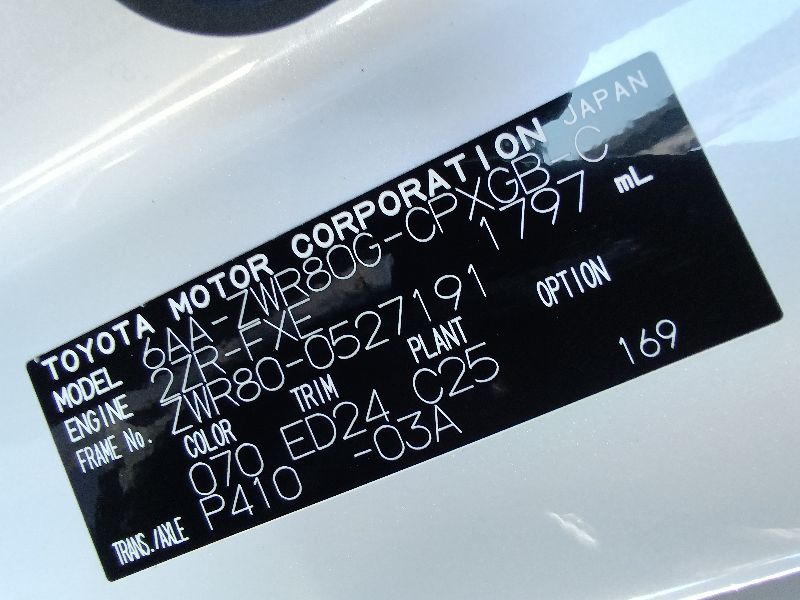 TOYOTA MOTOR CORPORATION JAPAN
MODEL 6AA-ZWR80G-CPXGB-C
ENGINE 2ZR-FXE 1797 mL
FRAME No. ZWR80-0527191
COLOR TRIM PLANT OPTION
070 ED24 C25 169
TRANS./AXLE P410 -03A